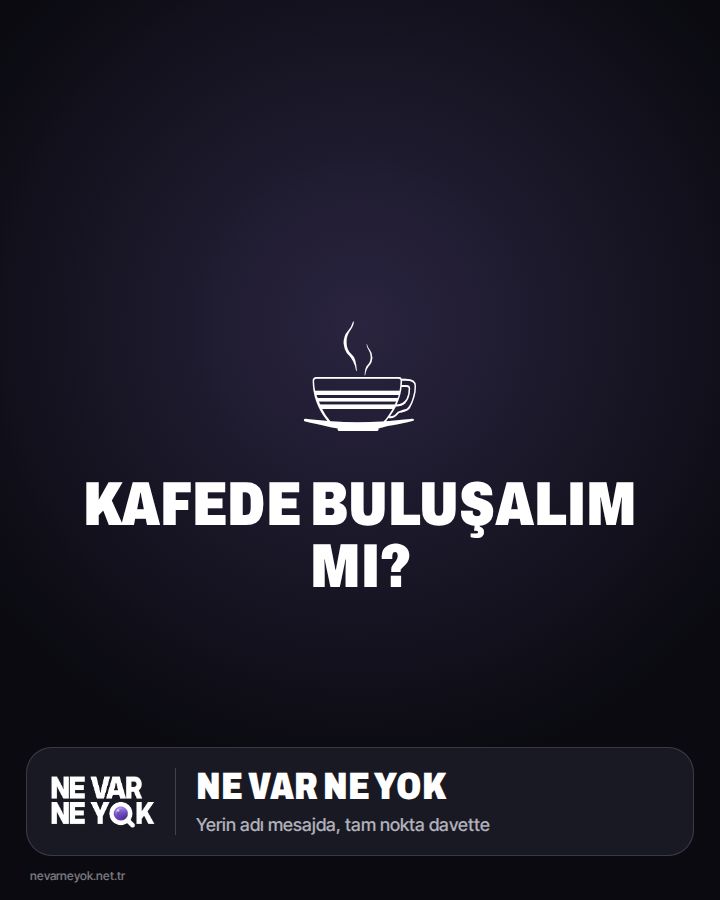 KAFEDE BULUŞALIM
MI?
NE VAR
NE YOK
NE VAR NE YOK
Yerin adı mesajda, tam nokta davette
nevarneyok.net.tr